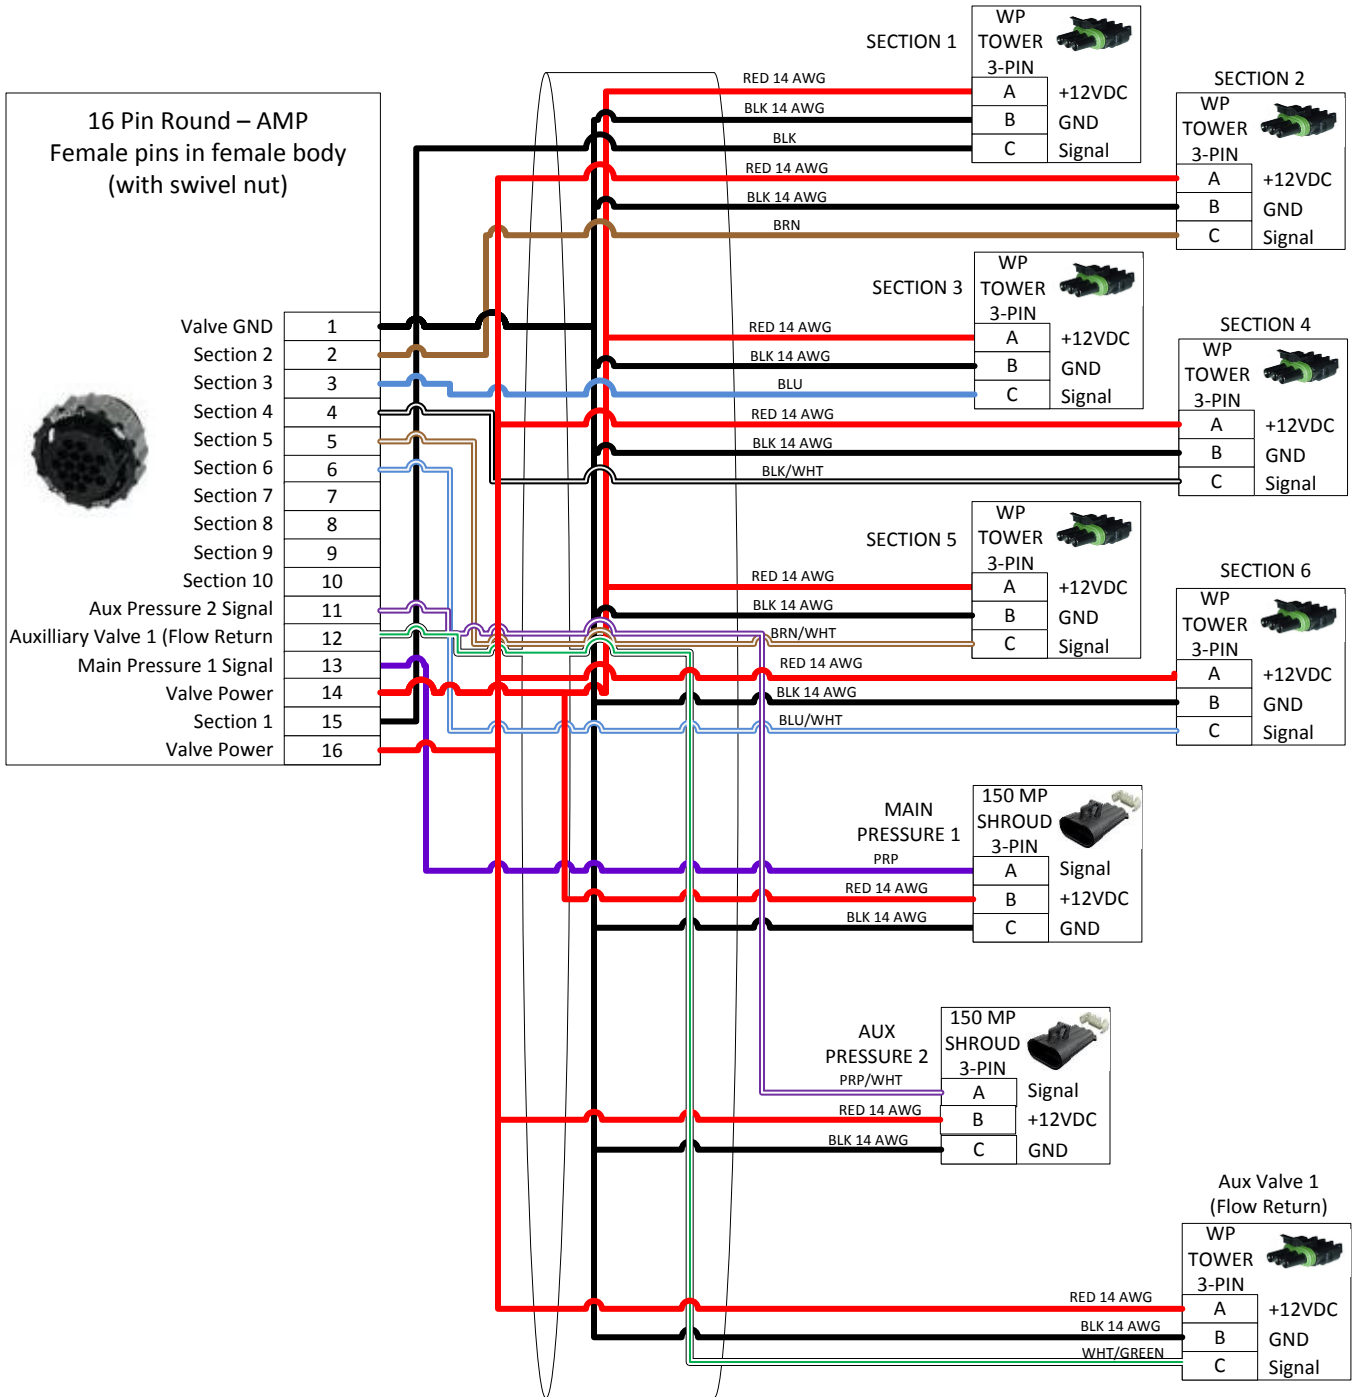 16 Pin Round – AMP
Female pins in female body
(with swivel nut)
Valve GND 1
Section 2 2
Section 3 3
Section 4 4
Section 5 5
Section 6 6
Section 7 7
Section 8 8
Section 9 9
Section 10 10
Aux Pressure 2 Signal 11
Auxilliary Valve 1 (Flow Return 12
Main Pressure 1 Signal 13
Valve Power 14
Section 1 15
Valve Power 16
SECTION 1
WP
TOWER
3-PIN
RED 14 AWG A +12VDC
BLK 14 AWG B GND
BLK C Signal
SECTION 2
WP
TOWER
3-PIN
RED 14 AWG A +12VDC
BLK 14 AWG B GND
BRN C Signal
SECTION 3
WP
TOWER
3-PIN
RED 14 AWG A +12VDC
BLK 14 AWG B GND
BLU C Signal
SECTION 4
WP
TOWER
3-PIN
RED 14 AWG A +12VDC
BLK 14 AWG B GND
BLK/WHT C Signal
SECTION 5
WP
TOWER
3-PIN
RED 14 AWG A +12VDC
BLK 14 AWG B GND
BRN/WHT C Signal
SECTION 6
WP
TOWER
3-PIN
RED 14 AWG A +12VDC
BLK 14 AWG B GND
BLU/WHT C Signal
MAIN
PRESSURE 1
150 MP
SHROUD
3-PIN
PRP A Signal
RED 14 AWG B +12VDC
BLK 14 AWG C GND
AUX
PRESSURE 2
150 MP
SHROUD
3-PIN
PRP/WHT A Signal
RED 14 AWG B +12VDC
BLK 14 AWG C GND
Aux Valve 1
(Flow Return)
WP
TOWER
3-PIN
RED 14 AWG A +12VDC
BLK 14 AWG B GND
WHT/GREEN C Signal